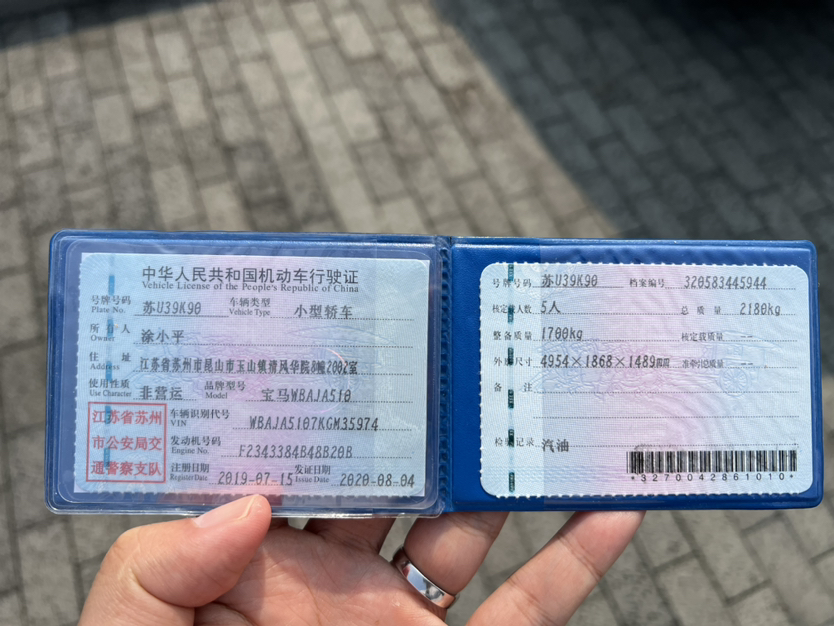 中华人民共和国机动车行驶证
Vehicle License of the People's Republic of China
号牌号码 苏U39K90 车辆类型 小型轿车
Plate No. Vehicle Type
所有人 涂小平
Owner
住址 江苏省苏州市昆山市玉山镇清风华院8幢2002室
Address
使用性质 非营运 品牌型号 宝马WBAJA510
Use Character Model
江苏省苏州
市公安局交
通警察支队
车辆识别代号 WBAJA5107KGM35974
VIN
发动机号码 F2343384B48B20B
Engine No.
注册日期 2019-07-15 发证日期 2020-08-04
Register Date Issue Date
号牌号码 苏U39K90 档案编号 320583445944
核定载人数 5人 总质量 2180kg
整备质量 1700kg 核定载质量 --
外廓尺寸 4954×1868×1489 准牵引总质量 --
备注
检验记录 汽油
*3270042861010*